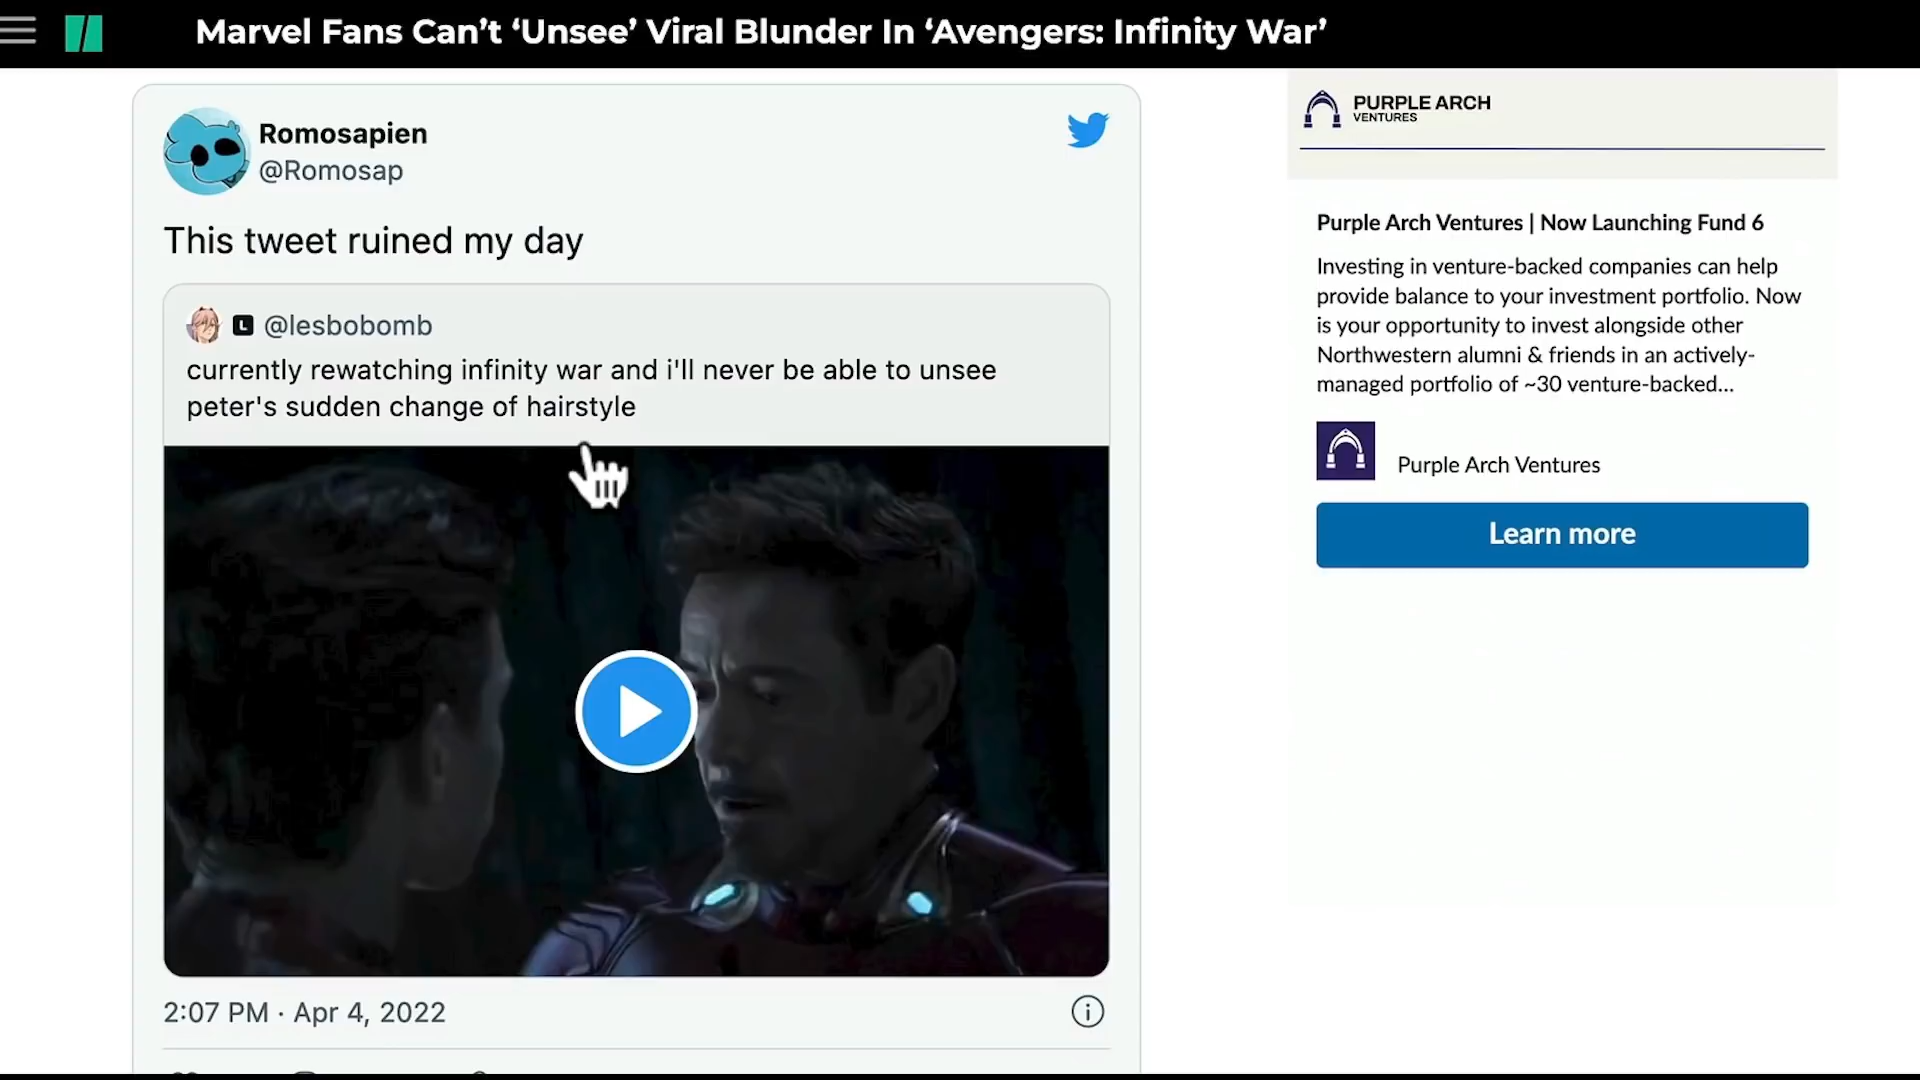 Marvel Fans Can’t ‘Unsee’ Viral Blunder In ‘Avengers: Infinity War’
Romosapien
@Romosap
This tweet ruined my day
L @lesbobomb
currently rewatching infinity war and i'll never be able to unsee
peter's sudden change of hairstyle
2:07 PM · Apr 4, 2022
PURPLE ARCH
VENTURES
Purple Arch Ventures | Now Launching Fund 6
Investing in venture-backed companies can help
provide balance to your investment portfolio. Now
is your opportunity to invest alongside other
Northwestern alumni & friends in an actively-
managed portfolio of ~30 venture-backed...
Purple Arch Ventures
Learn more